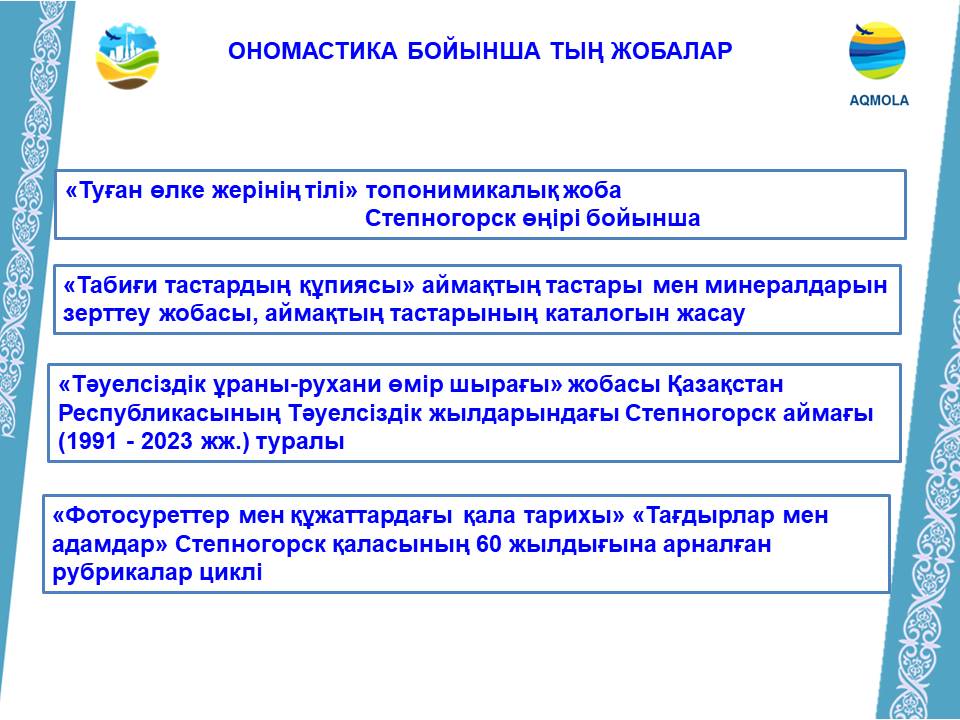 ОНОМАСТИКА БОЙЫНША ТЫҢ ЖОБАЛАР
AQMOLA
«Туған өлке жерінің тілі» топонимикалық жоба
Степногорск өңірі бойынша
«Табиғи тастардың құпиясы» аймақтың тастары мен минералдарын
зерттеу жобасы, аймақтың тастарының каталогын жасау
«Тәуелсіздік ұраны-рухани өмір шырағы» жобасы Қазақстан
Республикасының Тәуелсіздік жылдарындағы Степногорск аймағы
(1991 - 2023 жж.) туралы
«Фотосуреттер мен құжаттардағы қала тарихы» «Тағдырлар мен
адамдар» Степногорск қаласының 60 жылдығына арналған
рубрикалар циклі